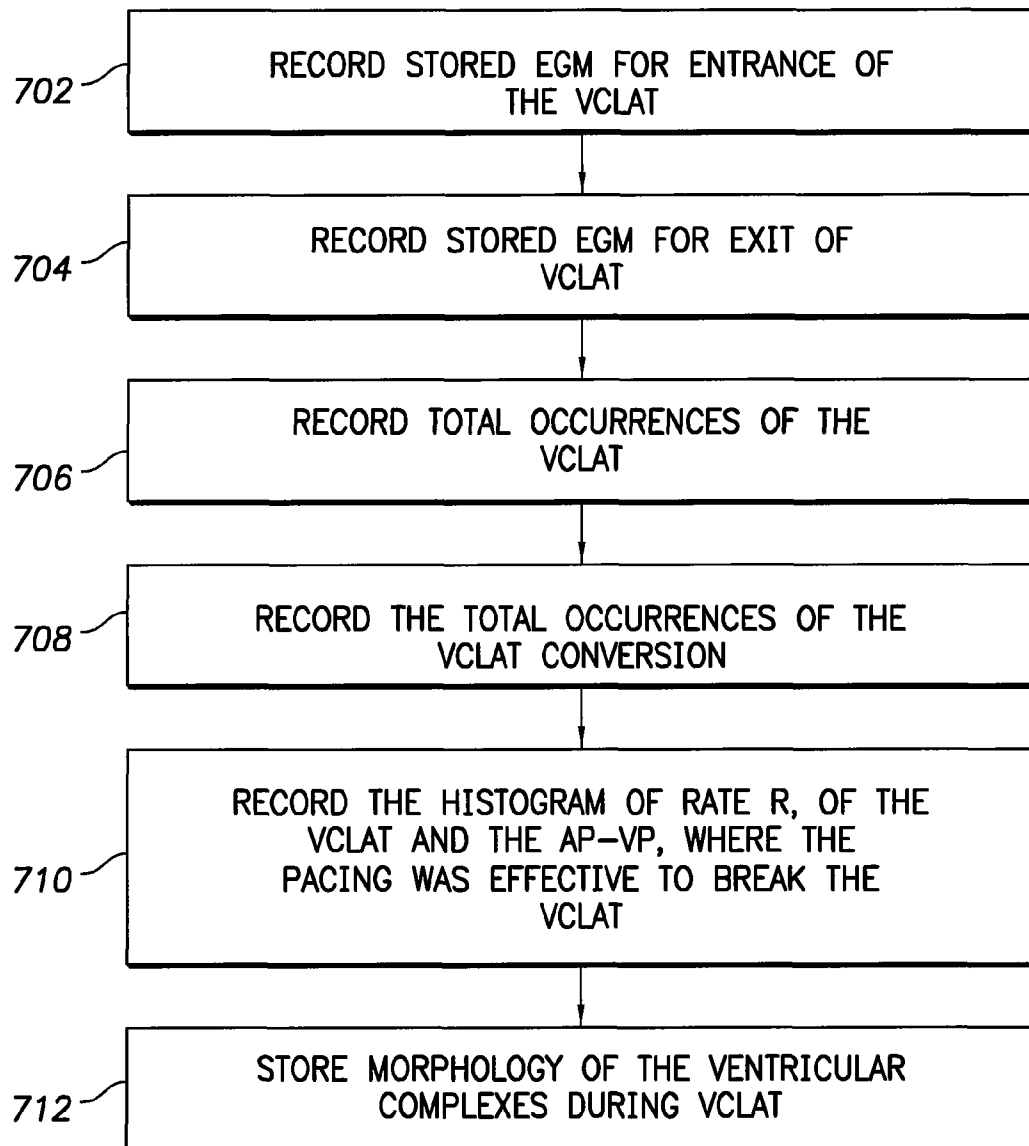 702
RECORD STORED EGM FOR ENTRANCE OF
THE VCLAT
704
RECORD STORED EGM FOR EXIT OF
VCLAT
706
RECORD TOTAL OCCURRENCES OF THE
VCLAT
708
RECORD THE TOTAL OCCURRENCES OF THE
VCLAT CONVERSION
710
RECORD THE HISTOGRAM OF RATE R, OF THE
VCLAT AND THE AP-VP, WHERE THE
PACING WAS EFFECTIVE TO BREAK THE
VCLAT
712
STORE MORPHOLOGY OF THE VENTRICULAR
COMPLEXES DURING VCLAT